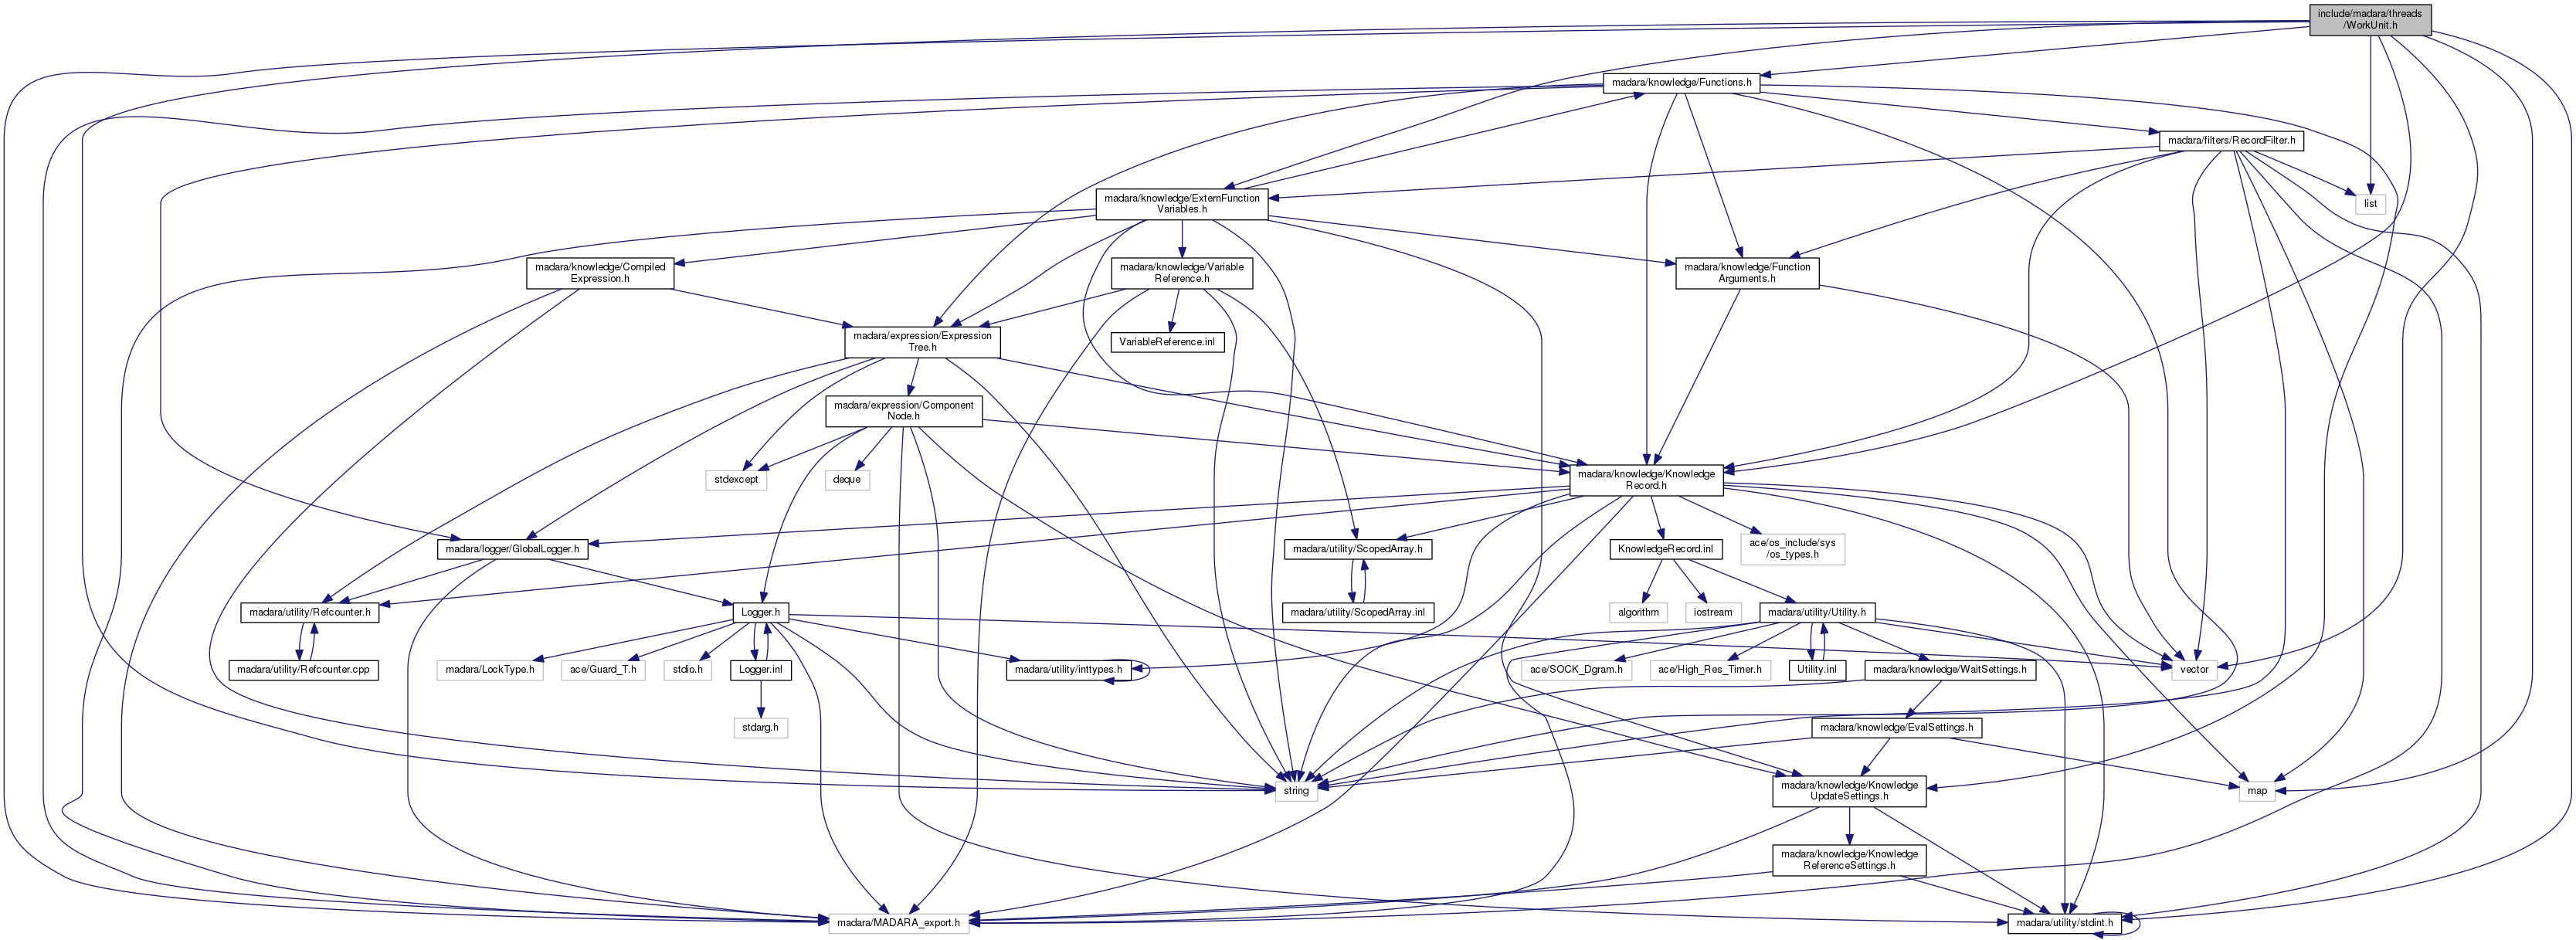 include/madara/threads
/WorkUnit.h
madara/knowledge/Functions.h
madara/filters/RecordFilter.h
madara/knowledge/ExternFunction
Variables.h
list
madara/knowledge/Compiled
Expression.h
madara/knowledge/Variable
Reference.h
madara/knowledge/Function
Arguments.h
madara/expression/Expression
Tree.h
VariableReference.inl
madara/expression/Component
Node.h
stdexcept
deque
madara/knowledge/Knowledge
Record.h
madara/logger/GlobalLogger.h
madara/utility/ScopedArray.h
KnowledgeRecord.inl
ace/os_include/sys
/os_types.h
madara/utility/Refcounter.h
Logger.h
madara/utility/ScopedArray.inl
algorithm
iostream
madara/utility/Utility.h
madara/utility/Refcounter.cpp
madara/LockType.h
ace/Guard_T.h
stdio.h
Logger.inl
madara/utility/inttypes.h
ace/SOCK_Dgram.h
ace/High_Res_Timer.h
Utility.inl
madara/knowledge/WaitSettings.h
vector
stdarg.h
madara/knowledge/EvalSettings.h
string
madara/knowledge/Knowledge
UpdateSettings.h
map
madara/knowledge/Knowledge
ReferenceSettings.h
madara/MADARA_export.h
madara/utility/stdint.h